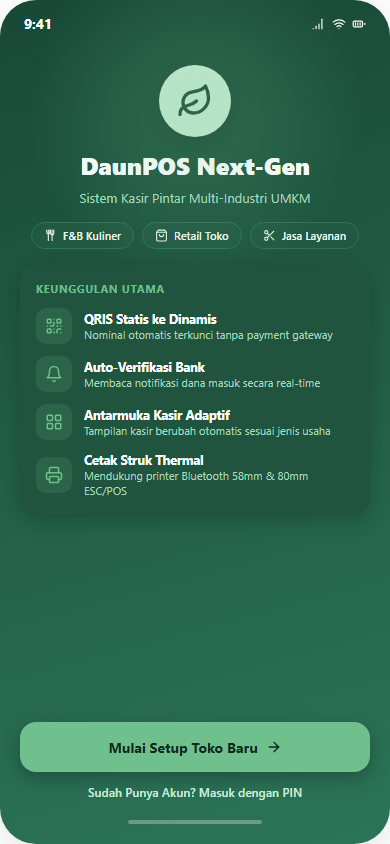 9:41
DaunPOS Next-Gen
Sistem Kasir Pintar Multi-Industri UMKM
F&B Kuliner
Retail Toko
Jasa Layanan
KEUNGGULAN UTAMA
QRIS Statis ke Dinamis
Nominal otomatis terkunci tanpa payment gateway
Auto-Verifikasi Bank
Membaca notifikasi dana masuk secara real-time
Antarmuka Kasir Adaptif
Tampilan kasir berubah otomatis sesuai jenis usaha
Cetak Struk Thermal
Mendukung printer Bluetooth 58mm & 80mm
ESC/POS
Mulai Setup Toko Baru
Sudah Punya Akun? Masuk dengan PIN